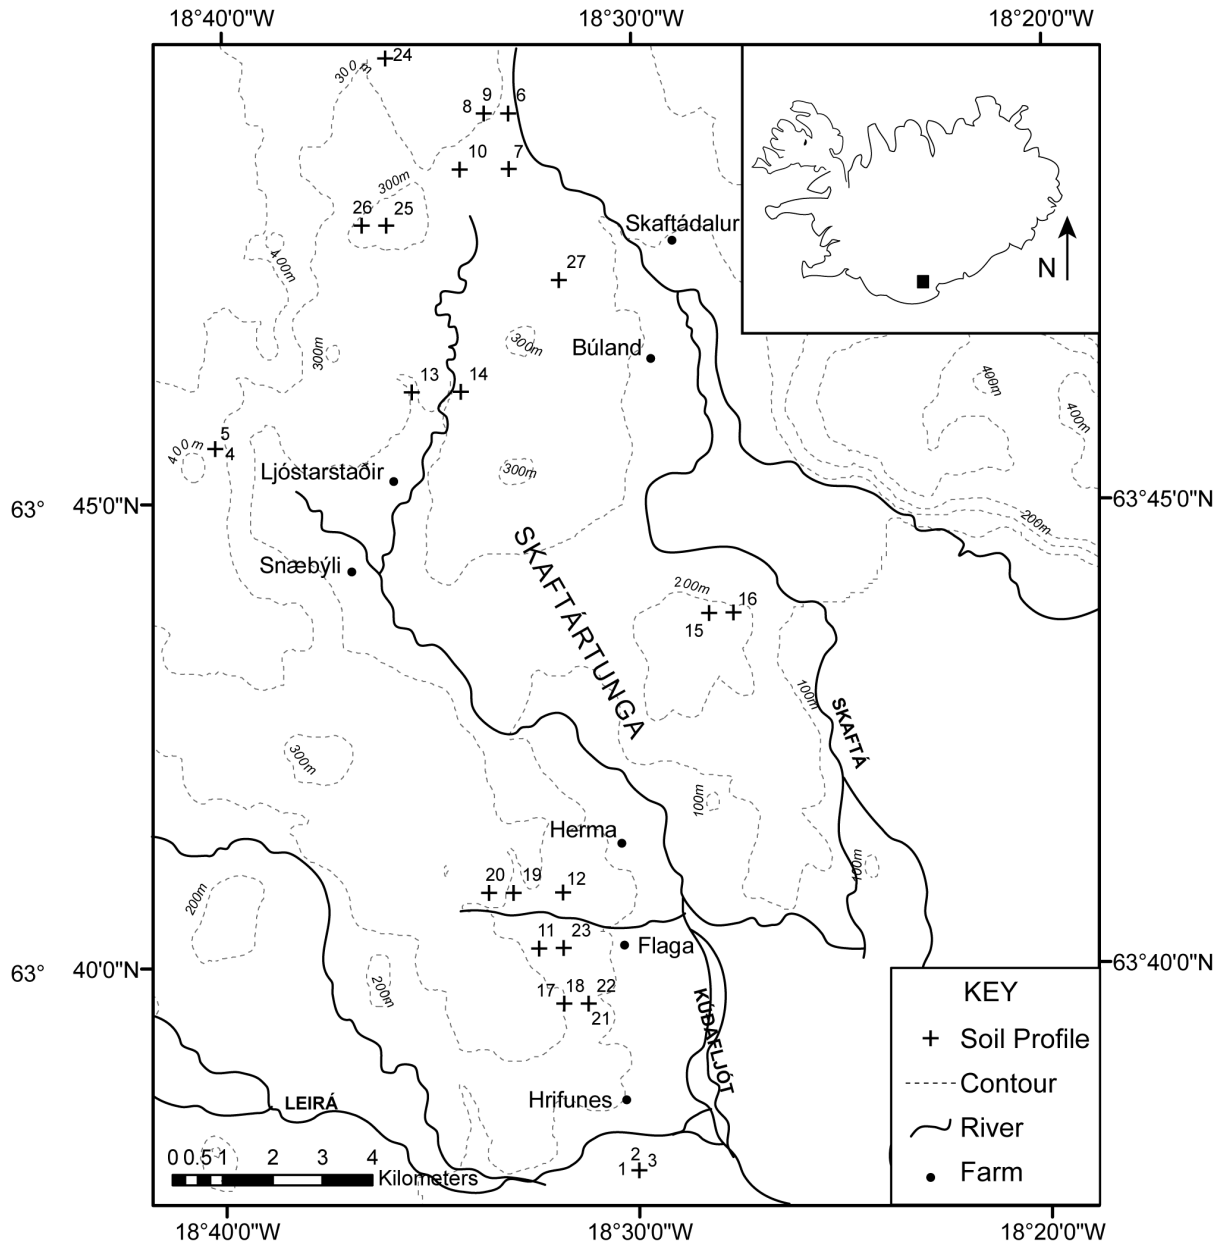 18°40'0"W 18°30'0"W 18°20'0"W
24
300m
9 6
8
10 7
300m
26 25
Skaftádalur
N
400m
27
300m
300m
Búland
400m
13 14
400m
5
400m 4
Ljóstarstaðir
300m
63° 45'0"N
63°45'0"N
200m
SKAFTÁRTUNGA
Snæbýli
200m
16
15
100m
SKAFTÁ
300m
100m
Herma
100m
20 19 12
200m
11 23
Flaga
63° 40'0"N
63°40'0"N
200m
17 18 22
21
KÚÐAFLJÓT
KEY
Soil Profile
Contour
River
Farm
Hrifunes
LEIRÁ
2
1 3
0 0.5 1 2 3 4
Kilometers
18°40'0"W 18°30'0"W 18°20'0"W